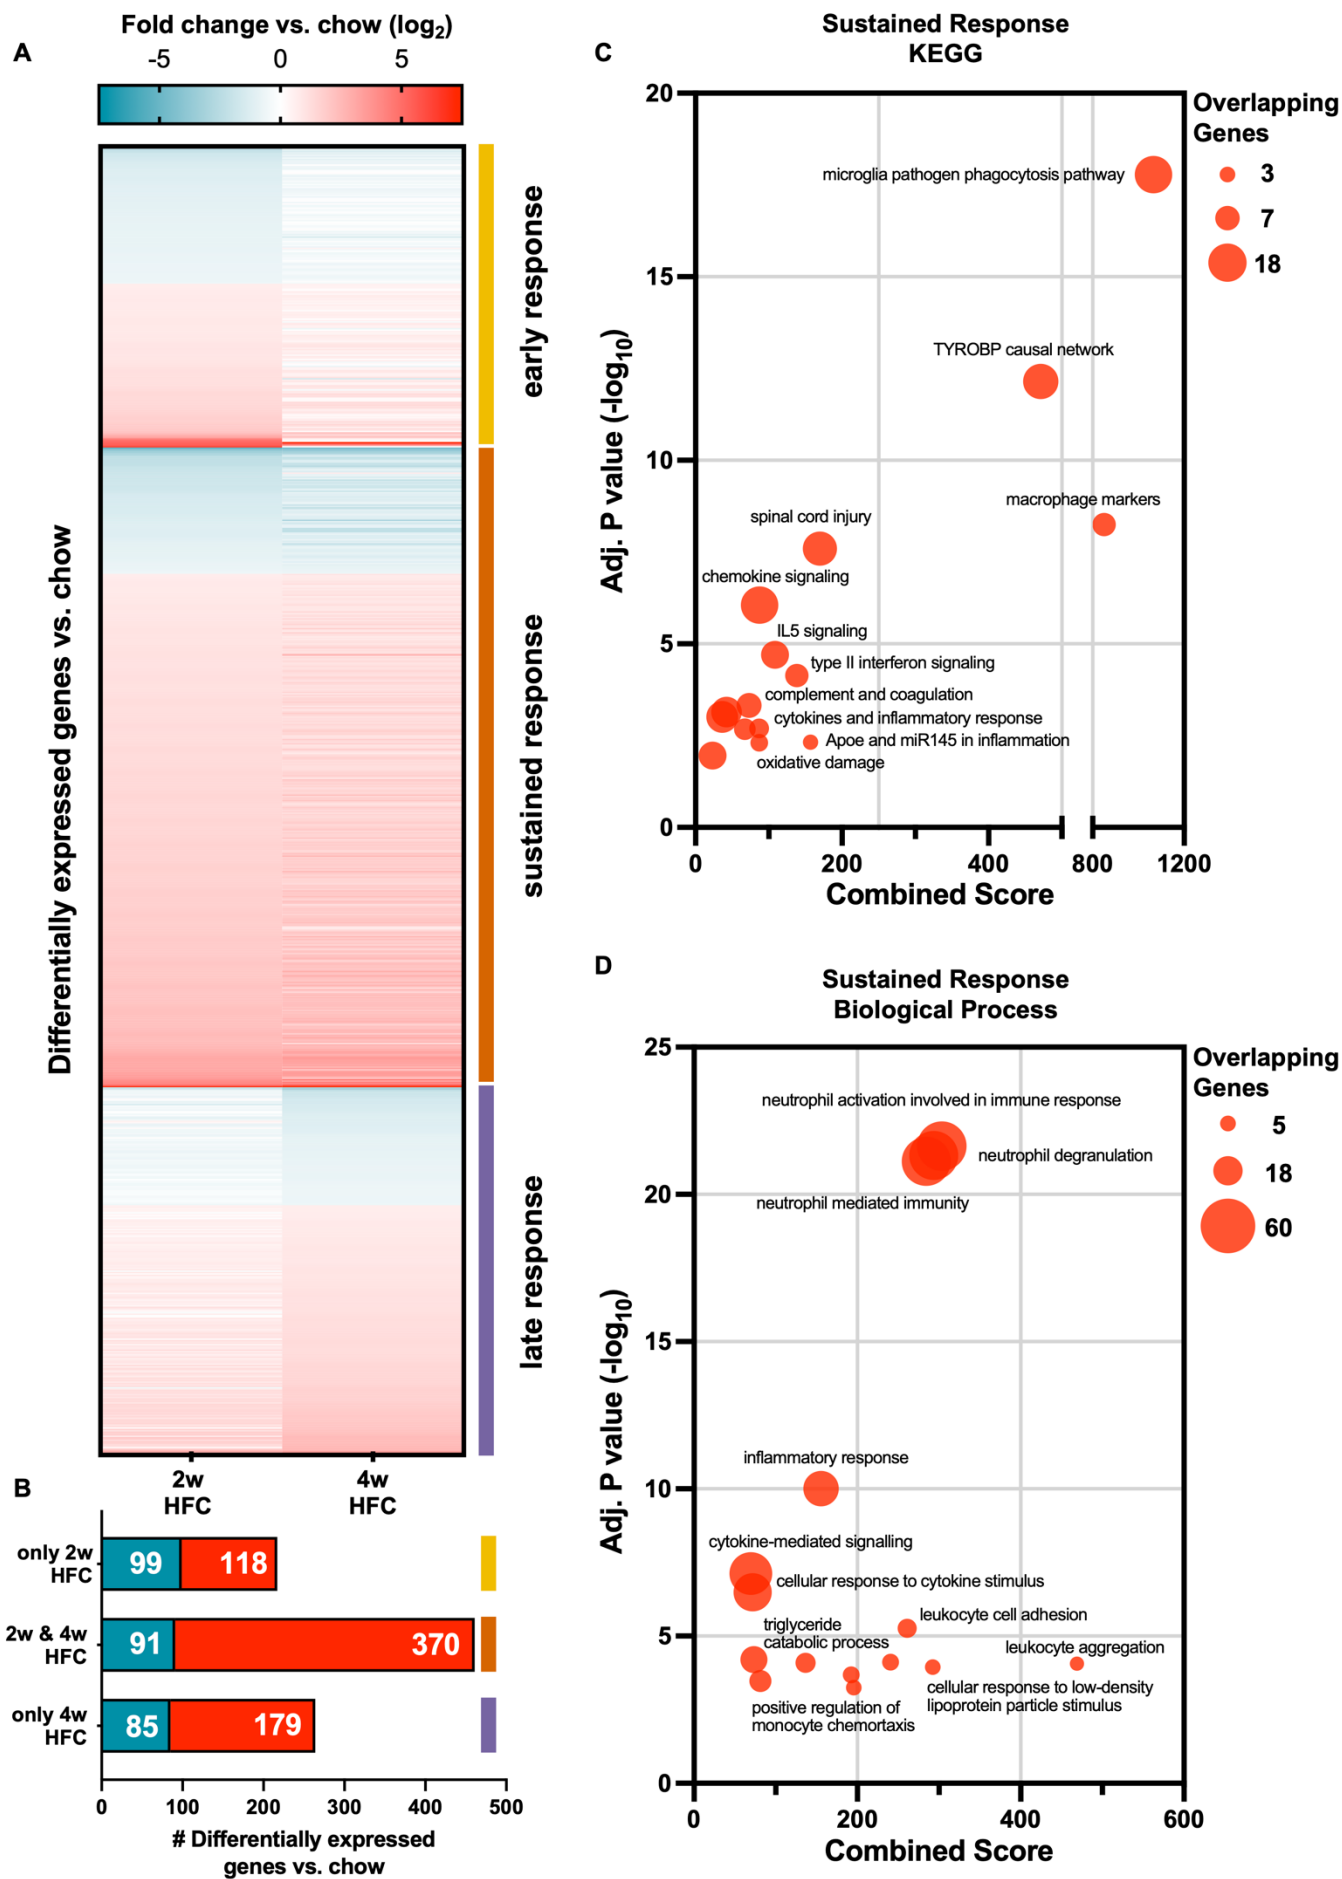 A
Fold change vs. chow (log2)
-5 0 5
Differentially expressed genes vs. chow
early response
sustained response
late response
2w
HFC
4w
HFC
B
only 2w
HFC
99 118
2w & 4w
HFC
91 370
only 4w
HFC
85 179
0 100 200 300 400 500
# Differentially expressed
genes vs. chow
C
Sustained Response
KEGG
Adj. P value (-log10)
20
15
10
5
0
microglia pathogen phagocytosis pathway
TYROBP causal network
macrophage markers
spinal cord injury
chemokine signaling
IL5 signaling
type II interferon signaling
complement and coagulation
cytokines and inflammatory response
Apoe and miR145 in inflammation
oxidative damage
0 200 400 800 1200
Combined Score
Overlapping
Genes
3
7
18
D
Sustained Response
Biological Process
Adj. P value (-log10)
25
20
15
10
5
0
neutrophil activation involved in immune response
neutrophil degranulation
neutrophil mediated immunity
inflammatory response
cytokine-mediated signalling
cellular response to cytokine stimulus
leukocyte cell adhesion
triglyceride
catabolic process
leukocyte aggregation
cellular response to low-density
lipoprotein particle stimulus
positive regulation of
monocyte chemortaxis
0 200 400 600
Combined Score
Overlapping
Genes
5
18
60